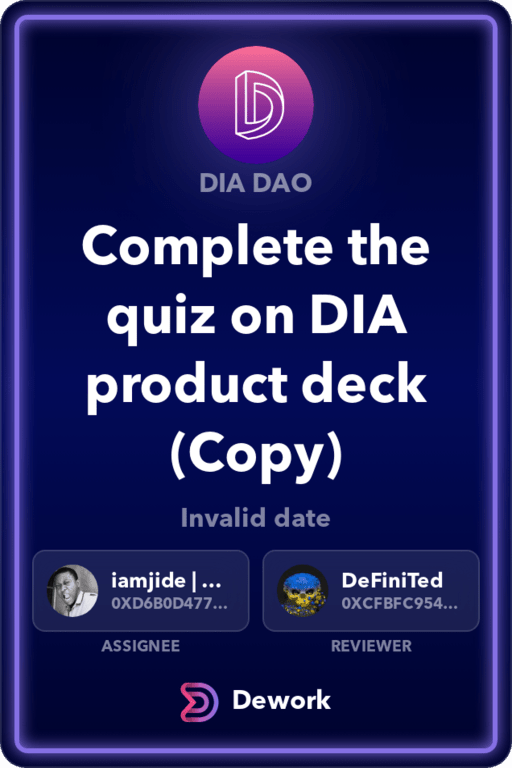 DIA DAO
Complete the
quiz on DIA
product deck
(Copy)
Invalid date
iamjide | ...
0XD6B0D477...
ASSIGNEE
DeFiniTed
0XCFBFC954...
REVIEWER
Dework